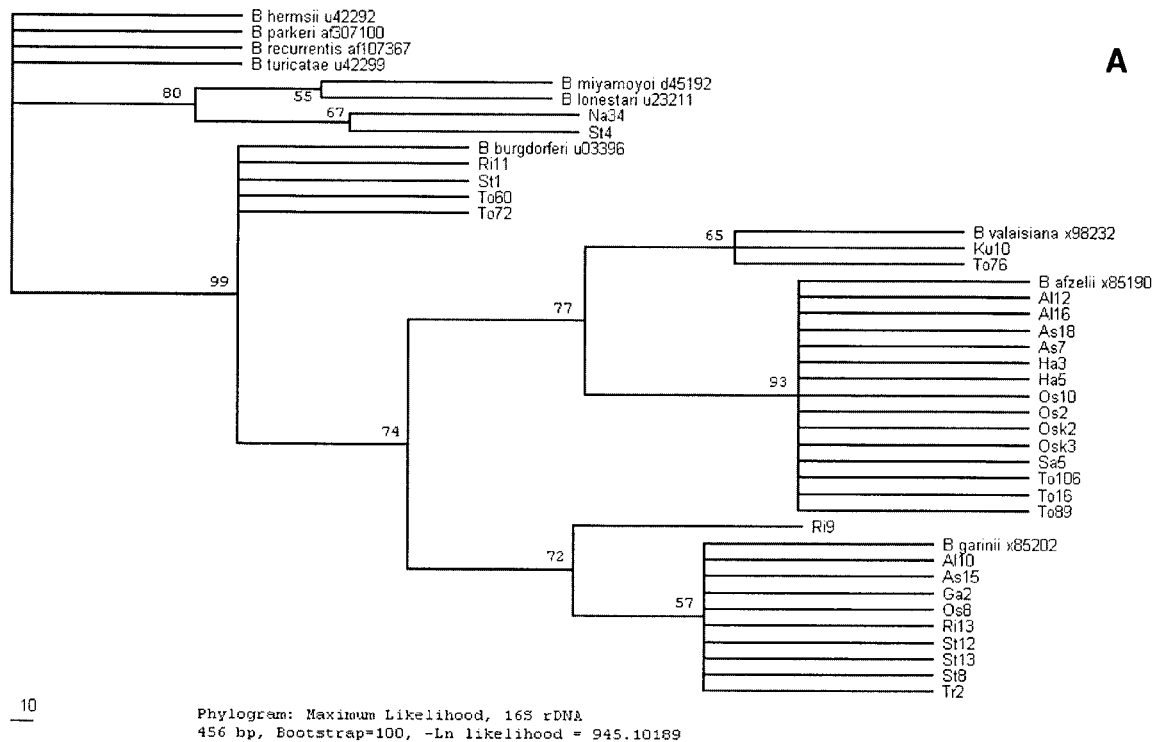 B hermsii u42292
B parkeri af307100
B recurrentis af107367
B turicatae u42299
A
B miyamoyoi d45192
80
55
B lonestari u23211
67
Na34
St4
B burgdorferi u03396
Ri11
St1
To60
To72
65
B valaisiana x98232
Ku10
To76
99
B afzelii x85190
Al12
77
Al16
As18
As7
Ha3
93
Ha5
Os10
Os2
74
Osk2
Osk3
Sa5
To106
To16
To89
Ri9
72
B garinii x85202
Al10
As15
Ga2
57
Os6
Ri13
St12
St13
St8
Tr2
10
Phylogram: Maximum Likelihood, 16S rDNA
456 bp, Bootstrap=100, -Ln likelihood = 945.10189